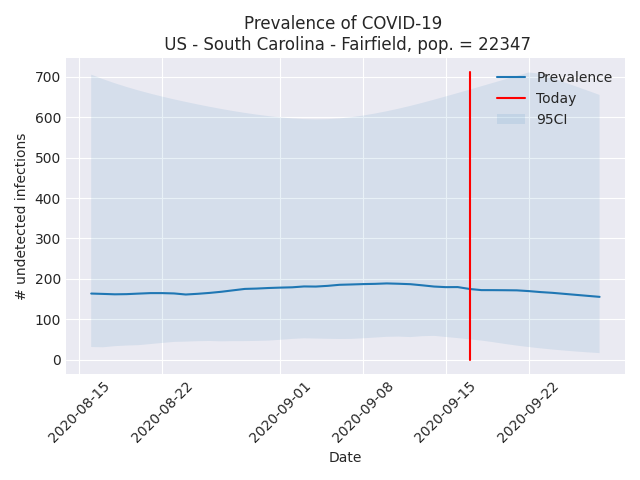 Prevalence of COVID-19
US - South Carolina - Fairfield, pop. = 22347
# undetected infections
700
600
500
400
300
200
100
0
Prevalence
Today
95CI
2020-08-15
2020-08-22
2020-09-01
2020-09-08
2020-09-15
2020-09-22
Date